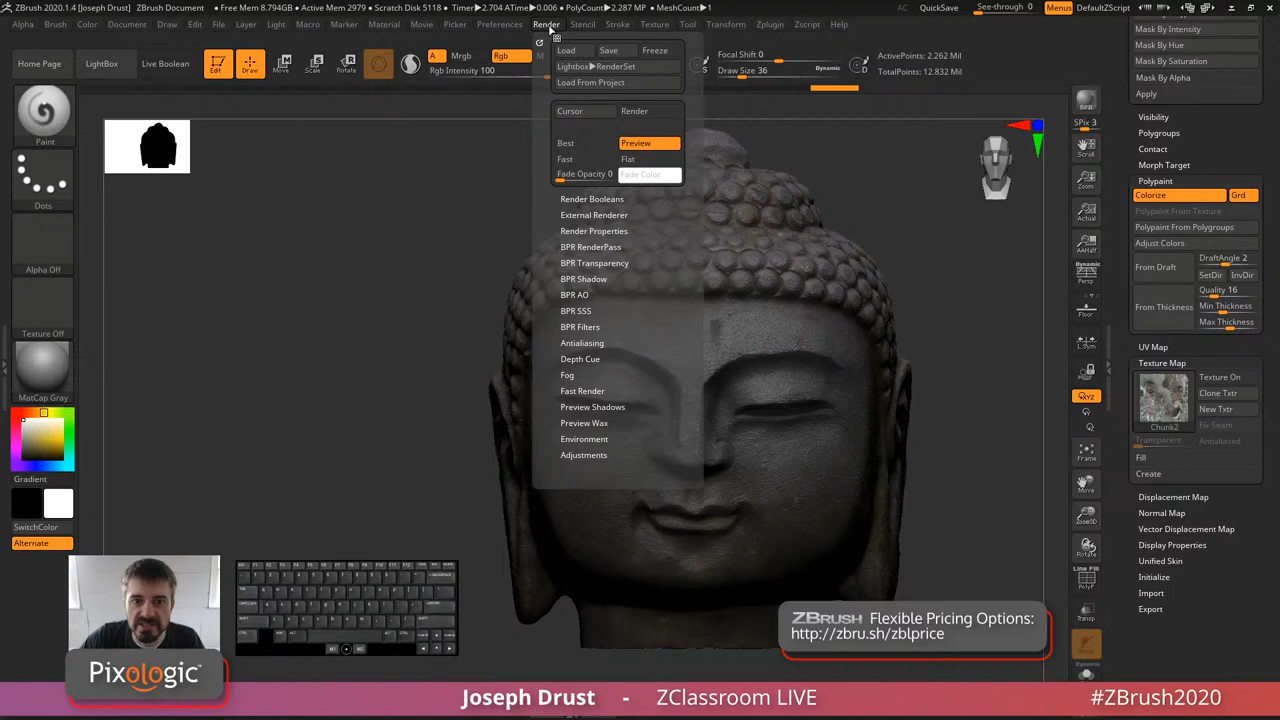 ZBrush 2020.1.4 [Joseph Drust] ZBrush Document • Free Mem 8.794GB • Active Mem 2979 • Scratch Disk 5118 • Timer▶2.704 ATime▶0.006 • PolyCount▶2.287 MP • MeshCount▶1 AC QuickSave See-through 0 Menus DefaultZScript
Alpha Brush Color Document Draw Edit File Layer Light Macro Marker Material Movie Picker Preferences Render Stencil Stroke Texture Tool Transform Zplugin Zscript Help
Home Page LightBox Live Boolean Edit Draw Move Scale Rotate
A Mrgb Rgb M
Rgb Intensity 100
Focal Shift 0
Draw Size 36
S
D
ActivePoints: 2.262 Mil
TotalPoints: 12.832 Mil
Paint
Dots
Alpha Off
Texture Off
MatCap Gray
Gradient
SwitchColor
Alternate
Load Save Freeze
Lightbox▶RenderSet
Load From Project
Cursor Render
Best Preview
Fast Flat
Fade Opacity 0 Fade Color
Render Booleans
External Renderer
Render Properties
BPR RenderPass
BPR Transparency
BPR Shadow
BPR AO
BPR SSS
BPR Filters
Antialiasing
Depth Cue
Fog
Fast Render
Preview Shadows
Preview Wax
Environment
Adjustments
BPR
SPix 3
Scroll
Zoom
Actual
AAHalf
Dynamic
Persp
Floor
L.Sym
XYZ
Frame
Move
Zoom3D
Rotate
Line Fill
PolyF
Transp
Dynamic
Mask By Intensity
Mask By Hue
Mask By Saturation
Mask By Alpha
Apply
Visibility
Polygroups
Contact
Morph Target
Polypaint
Colorize Grd
Polypaint From Texture
Polypaint From Polygroups
Adjust Colors
From Draft
DraftAngle 2
SetDir InvDir
From Thickness
Quality 16
Min Thickness
Max Thickness
UV Map
Texture Map
Chunk2
Texture On
Clone Txtr
New Txtr
Fix Seam
Transparent Antialiased
Fill
Create
Displacement Map
Normal Map
Vector Displacement Map
Display Properties
Unified Skin
Initialize
Import
Export
ZBRUSH Flexible Pricing Options:
http://zbru.sh/zblprice
Pixologic™
Joseph Drust - ZClassroom LIVE #ZBrush2020